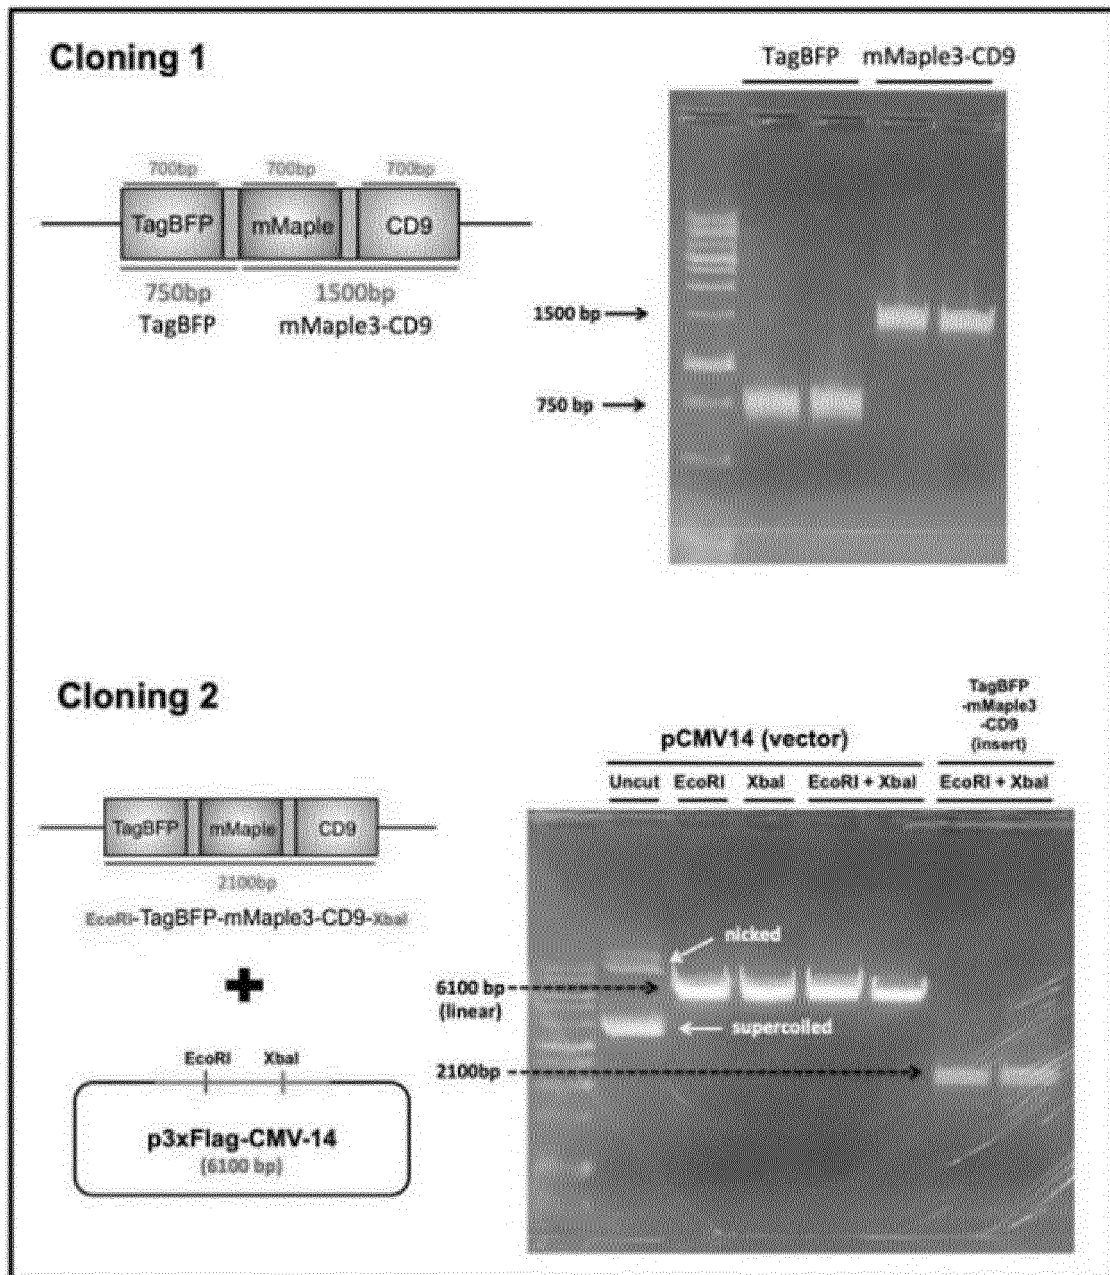 Cloning 1
TagBFP mMaple3-CD9
700bp 700bp 700bp
TagBFP mMaple CD9
750bp 1500bp
TagBFP mMaple3-CD9
1500 bp
750 bp
Cloning 2
TagBFP
-mMaple3
-CD9
(insert)
pCMV14 (vector)
Uncut EcoRI XbaI EcoRI + XbaI EcoRI + XbaI
TagBFP mMaple CD9
2100bp
EcoRI-TagBFP-mMaple3-CD9-XbaI
nicked
6100 bp
(linear)
supercoiled
2100bp
EcoRI XbaI
p3xFlag-CMV-14
(6100 bp)